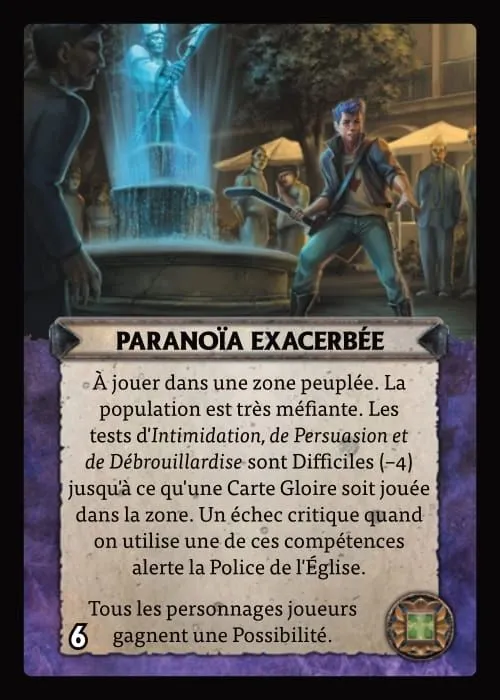 PARANOÏA EXACERBÉE
À jouer dans une zone peuplée. La
population est très méfiante. Les
tests d'Intimidation, de Persuasion et
de Débrouillardise sont Difficiles (–4)
jusqu'à ce qu'une Carte Gloire soit jouée
dans la zone. Un échec critique quand
on utilise une de ces compétences
alerte la Police de l'Église.
Tous les personnages joueurs
gagnent une Possibilité.
6